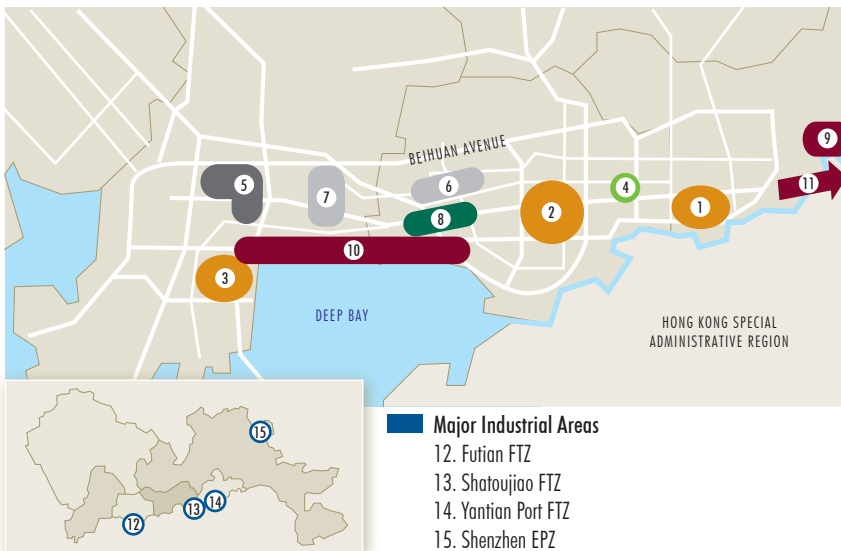 BEIHUAN AVENUE
9
5
7
6
4
11
8
2
1
10
3
DEEP BAY
HONG KONG SPECIAL
ADMINISTRATIVE REGION
15
13
14
12
Major Industrial Areas
12. Futian FTZ
13. Shatoujiao FTZ
14. Yantian Port FTZ
15. Shenzhen EPZ